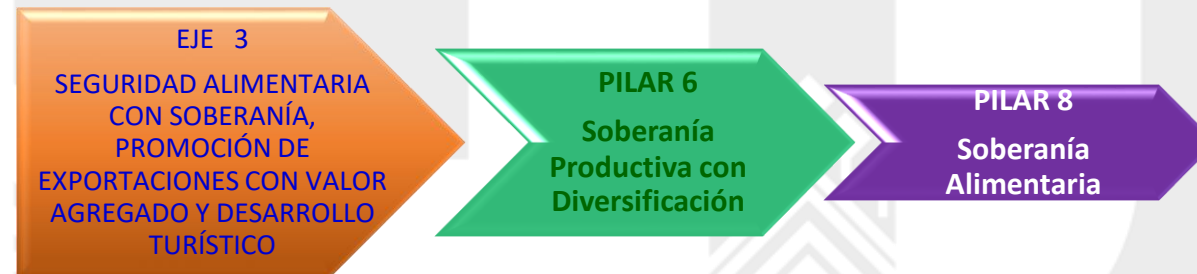 EJE 3
SEGURIDAD ALIMENTARIA
CON SOBERANÍA,
PROMOCIÓN DE
EXPORTACIONES CON VALOR
AGREGADO Y DESARROLLO
TURÍSTICO
PILAR 6
Soberanía
Productiva con
Diversificación
PILAR 8
Soberanía
Alimentaria